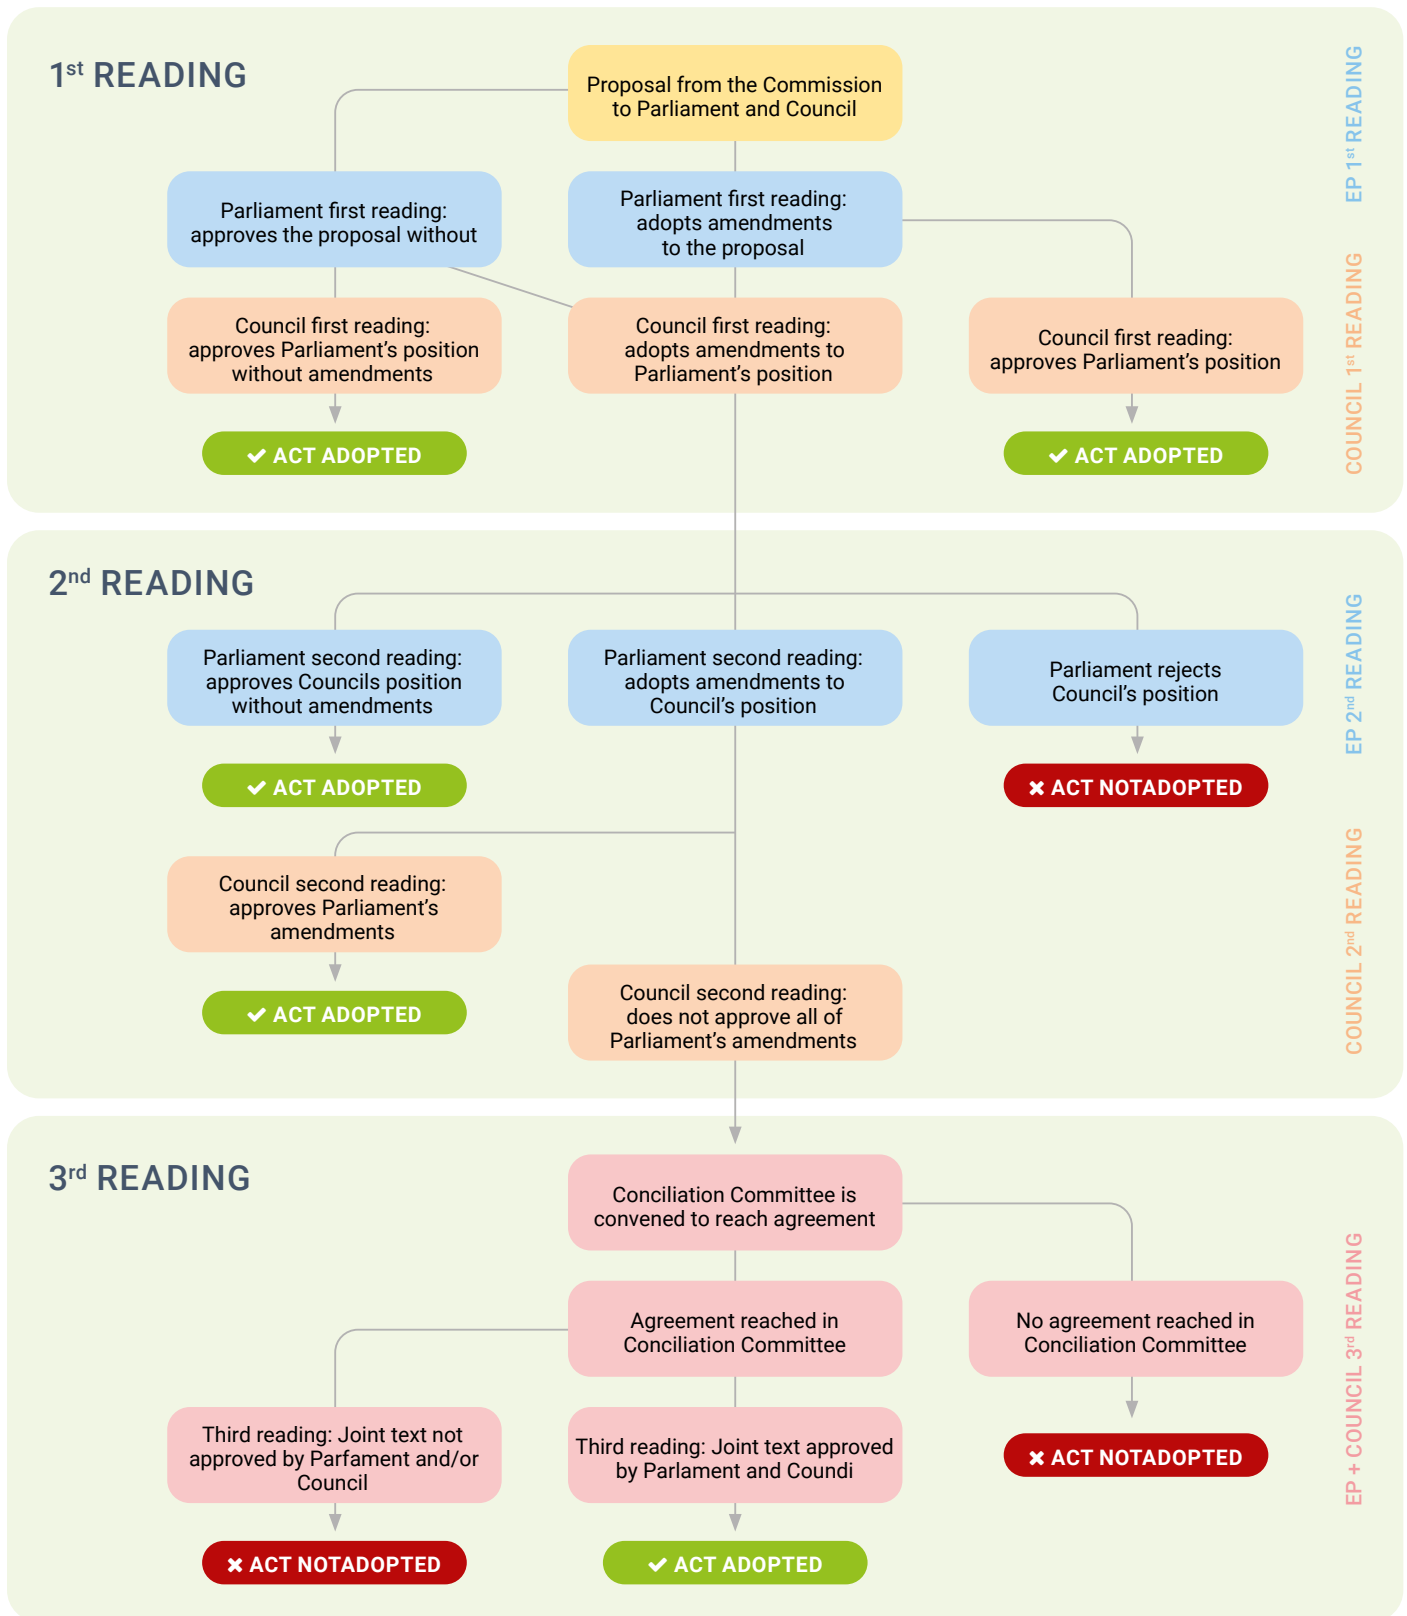 1st READING
Proposal from the Commission
to Parliament and Council
EP 1st READING
Parliament first reading:
approves the proposal without
Parliament first reading:
adopts amendments
to the proposal
Council first reading:
approves Parliament’s position
without amendments
Council first reading:
adopts amendments to
Parliament’s position
Council first reading:
approves Parliament’s position
COUNCIL 1st READING
ACT ADOPTED
ACT ADOPTED
2nd READING
Parliament second reading:
approves Councils position
without amendments
Parliament second reading:
adopts amendments to
Council’s position
Parliament rejects
Council’s position
EP 2nd READING
ACT ADOPTED
ACT NOTADOPTED
Council second reading:
approves Parliament’s
amendments
COUNCIL 2nd READING
ACT ADOPTED
Council second reading:
does not approve all of
Parliament’s amendments
3rd READING
Conciliation Committee is
convened to reach agreement
Agreement reached in
Conciliation Committee
No agreement reached in
Conciliation Committee
EP + COUNCIL 3rd READING
Third reading: Joint text not
approved by Parfament and/or
Council
Third reading: Joint text approved
by Parlament and Coundi
ACT NOTADOPTED
ACT NOTADOPTED
ACT ADOPTED